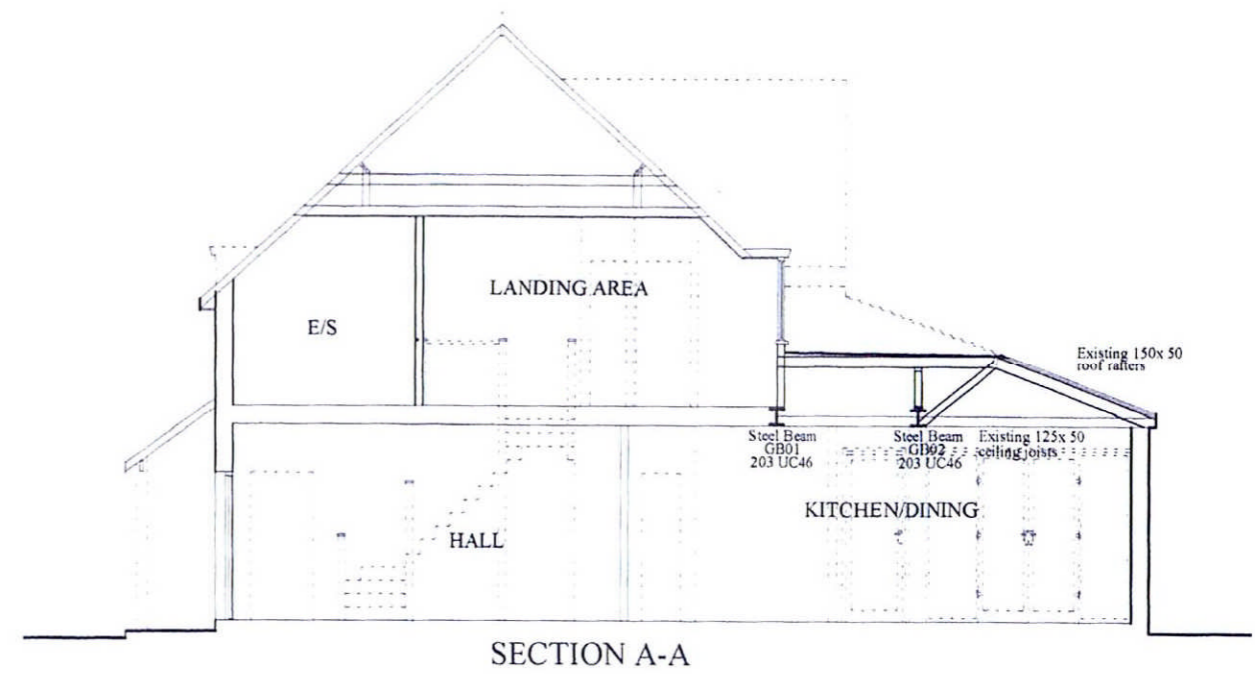 LANDING AREA
E/S
Existing 150x 50
roof rafters
Steel Beam
GB01
203 UC46
Steel Beam
GB02
203 UC46
Existing 125x 50
ceiling joists
KITCHEN/DINING
HALL
SECTION A-A